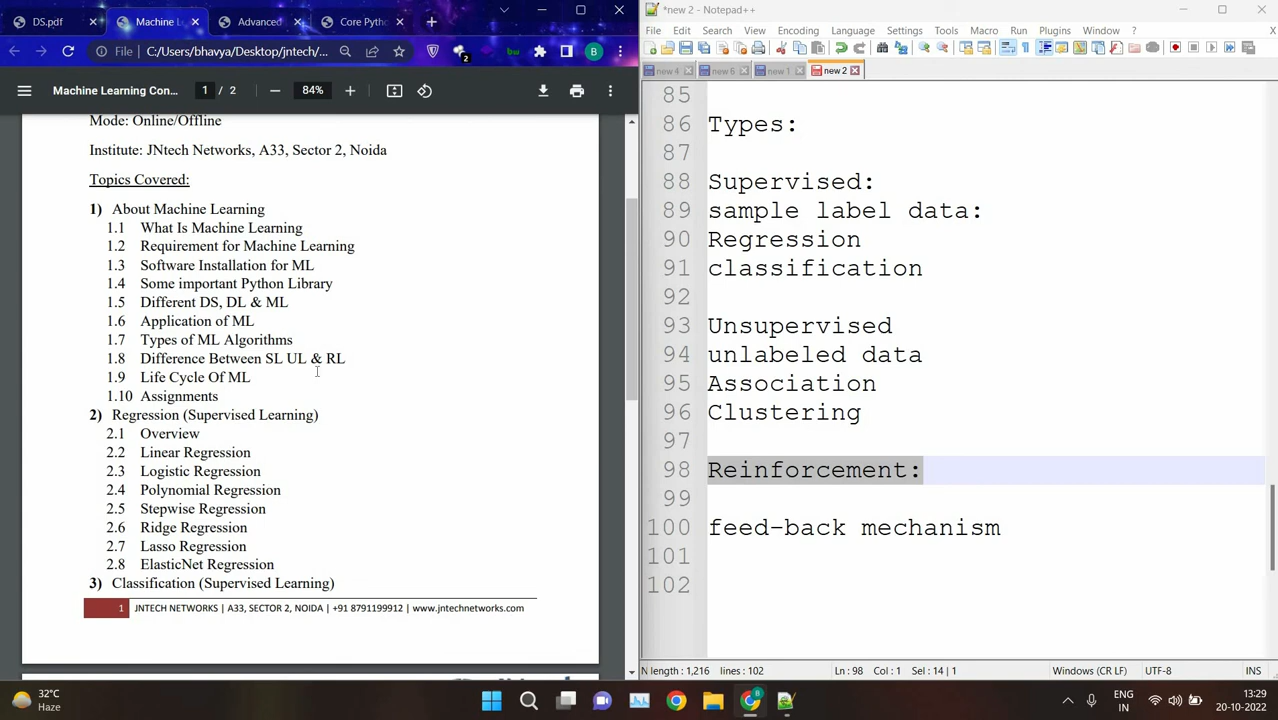 DS.pdf
Machine L
Advanced
Core Pytho
File
C:/Users/bhavya/Desktop/jntech/...
B
2
Machine Learning Con...
1 / 2
84%
Mode: Online/Offline
Institute: JNtech Networks, A33, Sector 2, Noida
Topics Covered:
1) About Machine Learning
1.1 What Is Machine Learning
1.2 Requirement for Machine Learning
1.3 Software Installation for ML
1.4 Some important Python Library
1.5 Different DS, DL & ML
1.6 Application of ML
1.7 Types of ML Algorithms
1.8 Difference Between SL UL & RL
1.9 Life Cycle Of ML
1.10 Assignments
2) Regression (Supervised Learning)
2.1 Overview
2.2 Linear Regression
2.3 Logistic Regression
2.4 Polynomial Regression
2.5 Stepwise Regression
2.6 Ridge Regression
2.7 Lasso Regression
2.8 ElasticNet Regression
3) Classification (Supervised Learning)
1 JNTECH NETWORKS | A33, SECTOR 2, NOIDA | +91 8791199912 | www.jntechnetworks.com
*new 2 - Notepad++
File Edit Search View Encoding Language Settings Tools Macro Run Plugins Window ?
new 4 new 6 new 1 new 2
85
86 Types:
87
88 Supervised:
89 sample label data:
90 Regression
91 classification
92
93 Unsupervised
94 unlabeled data
95 Association
96 Clustering
97
98 Reinforcement:
99
100 feed-back mechanism
101
102
N length : 1,216 lines : 102 Ln : 98 Col : 1 Sel : 14 | 1 Windows (CR LF) UTF-8 INS
32°C
Haze
ENG
IN
13:29
20-10-2022